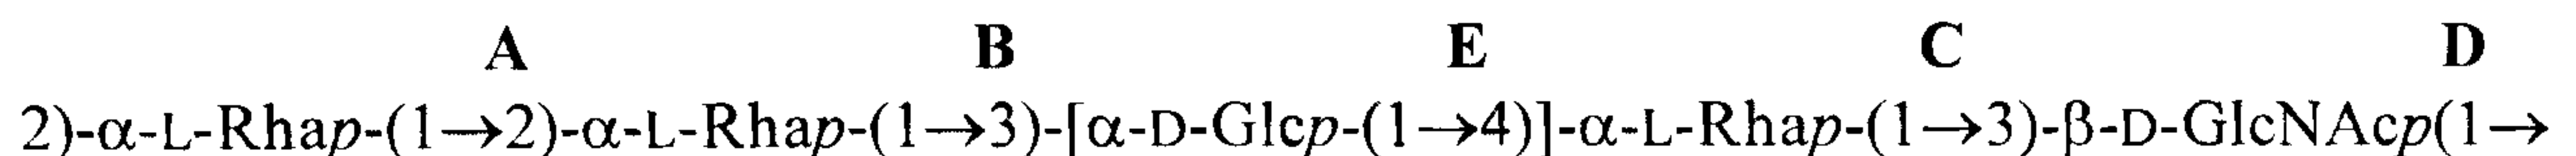 A B E C D
2)-α-L-Rhap-(1→2)-α-L-Rhap-(1→3)-[α-D-Glcp-(1→4)]-α-L-Rhap-(1→3)-β-D-GlcNAcp(1→